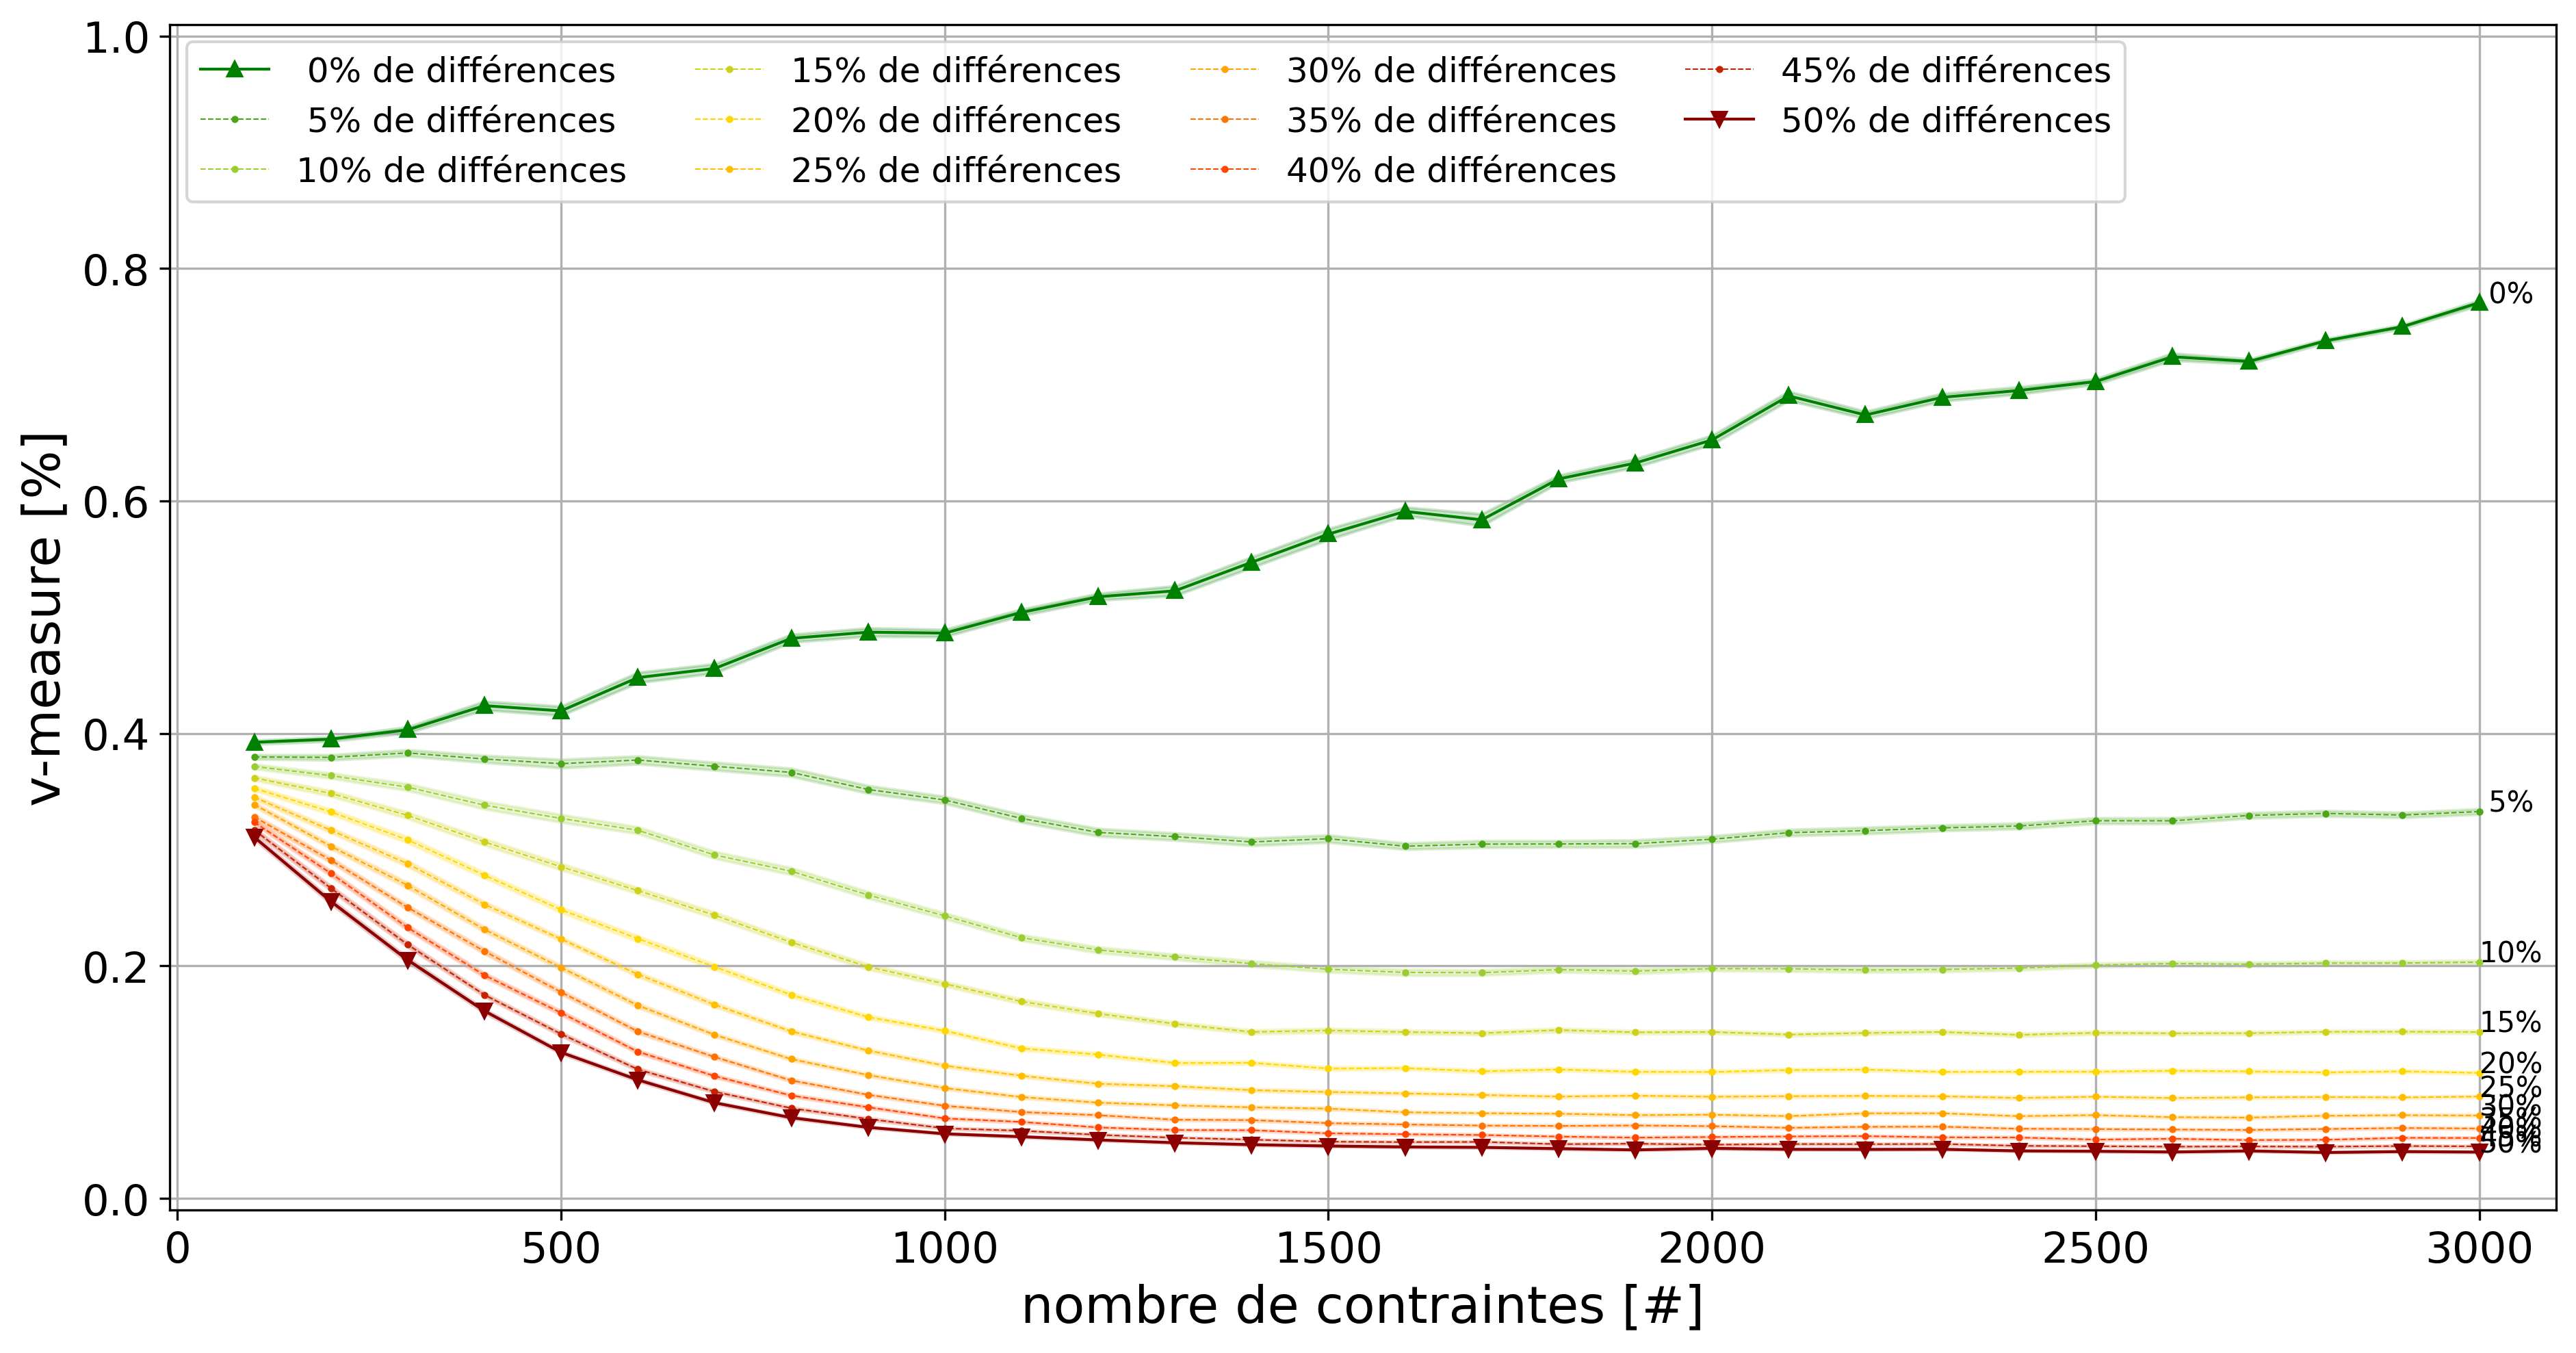 1.0
0.8
0.6
0.4
0.2
0.0
v-measure [%]
0% de différences
5% de différences
10% de différences
15% de différences
20% de différences
25% de différences
30% de différences
35% de différences
40% de différences
45% de différences
50% de différences
0%
5%
10%
15%
20%
25%
30%
50%
0 500 1000 1500 2000 2500 3000
nombre de contraintes [#]